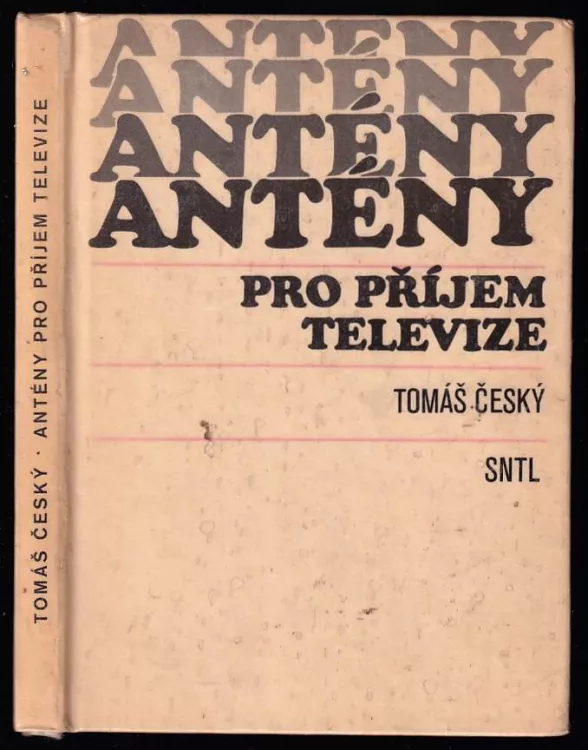 ANTÉNY
ANTÉNY
ANTÉNY
ANTÉNY
PRO PŘÍJEM
TELEVIZE
TOMÁŠ ČESKÝ
SNTL
TOMÁŠ ČESKÝ · ANTÉNY PRO PŘÍJEM TELEVIZE